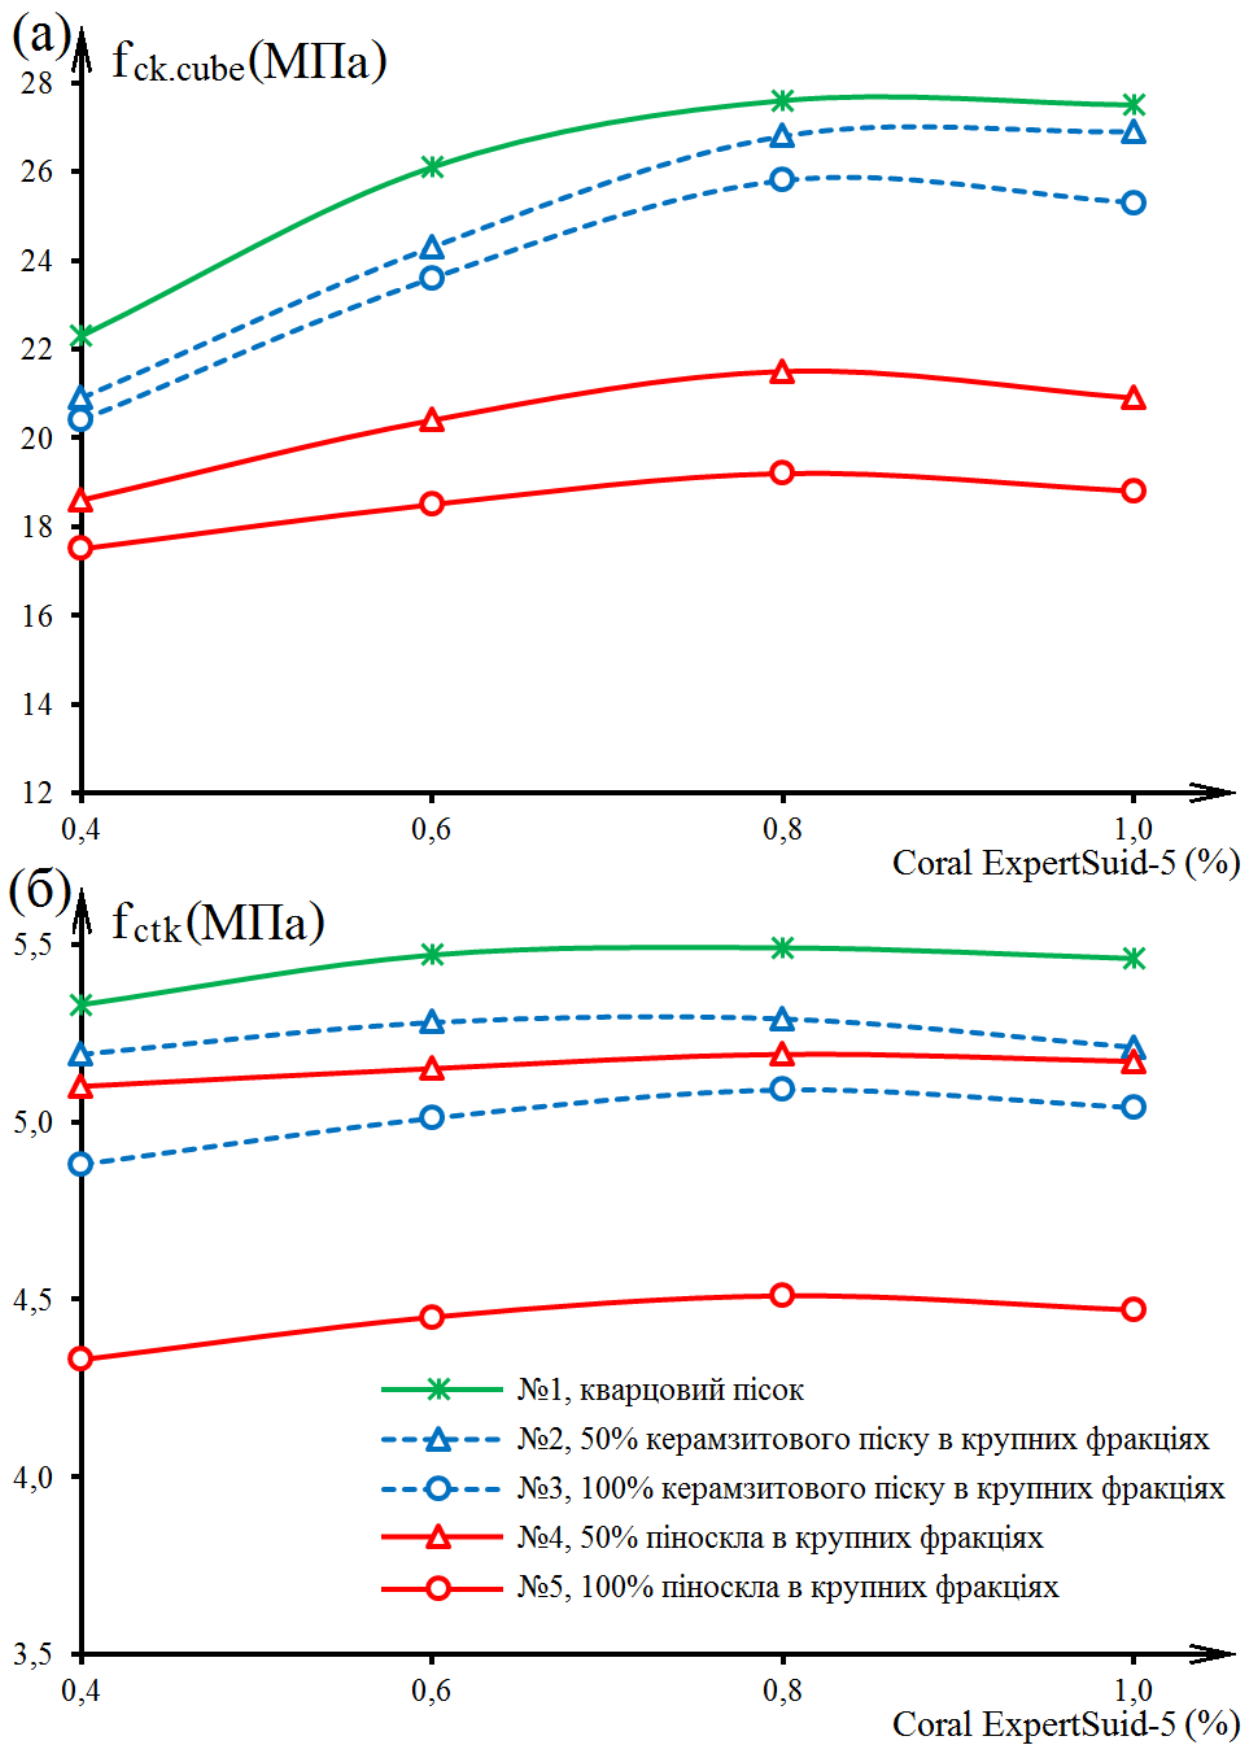 (а)
fck.cube(МПа)
28
26
24
22
20
18
16
14
12
0,4 0,6 0,8 1,0
Coral ExpertSuid-5 (%)
(б)
fctk(МПа)
5,5
5,0
4,5
4,0
3,5
№1, кварцовий пісок
№2, 50% керамзитового піску в крупних фракціях
№3, 100% керамзитового піску в крупних фракціях
№4, 50% піноскла в крупних фракціях
№5, 100% піноскла в крупних фракціях
0,4 0,6 0,8 1,0
Coral ExpertSuid-5 (%)